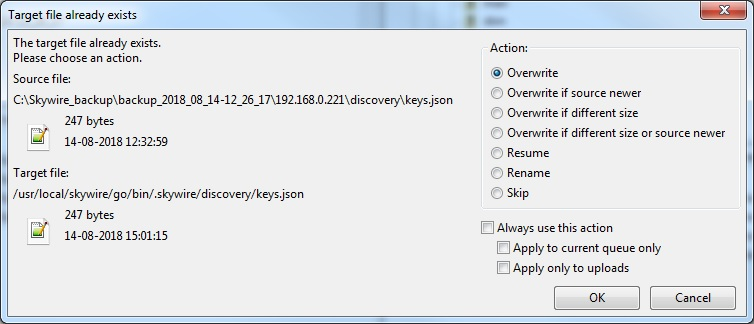 Target file already exists
The target file already exists.
Please choose an action.
Source file:
C:\Skywire_backup\backup_2018_08_14-12_26_17\192.168.0.221\discovery\keys.json
247 bytes
14-08-2018 12:32:59
Target file:
/usr/local/skywire/go/bin/.skywire/discovery/keys.json
247 bytes
14-08-2018 15:01:15
Action:
Overwrite
Overwrite if source newer
Overwrite if different size
Overwrite if different size or source newer
Resume
Rename
Skip
Always use this action
Apply to current queue only
Apply only to uploads
OK
Cancel